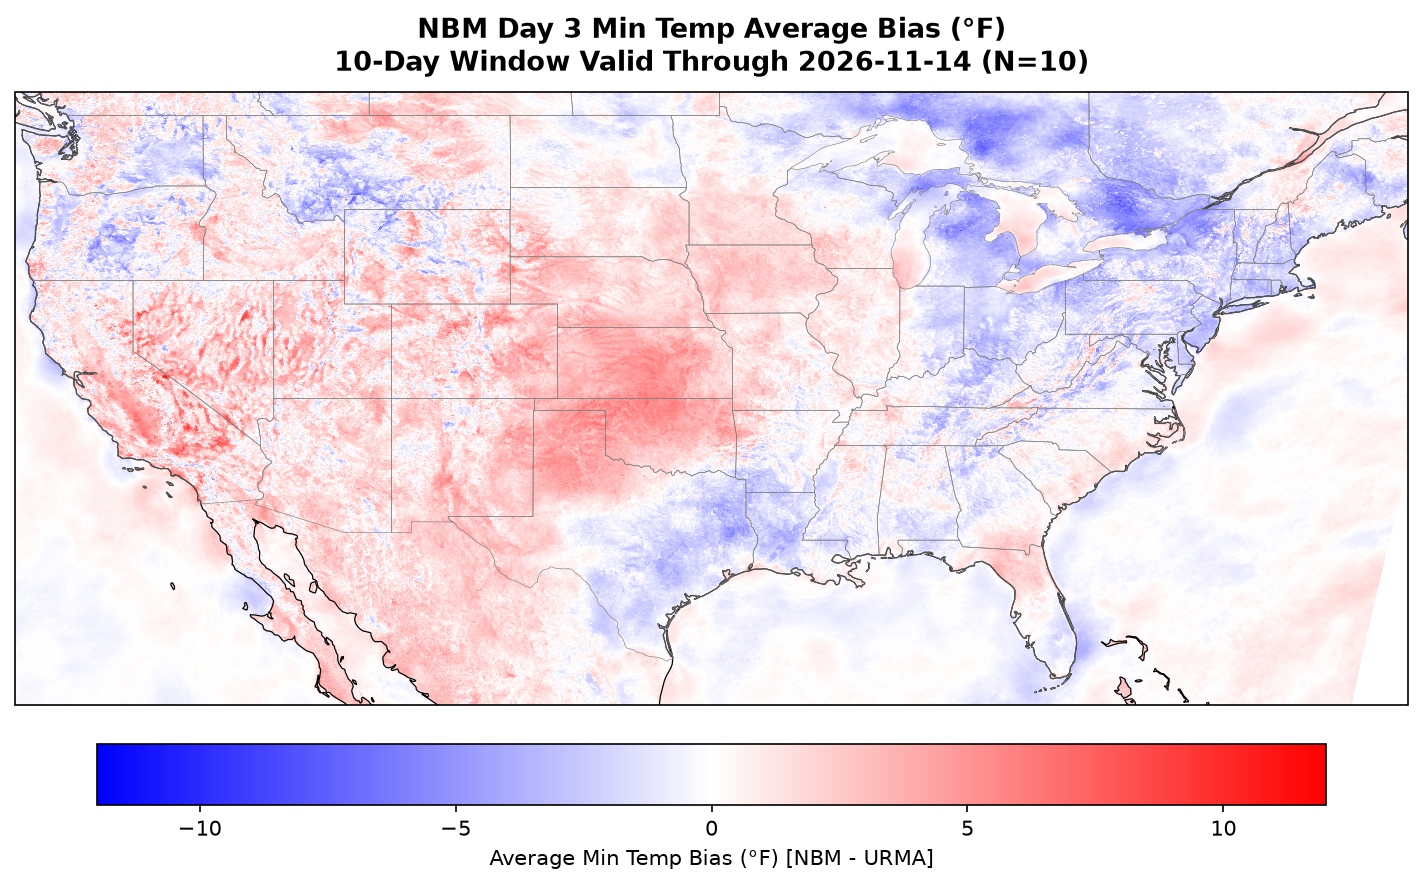 NBM Day 3 Min Temp Average Bias (°F)
10-Day Window Valid Through 2026-11-14 (N=10)
−10 −5 0 5 10
Average Min Temp Bias (°F) [NBM - URMA]